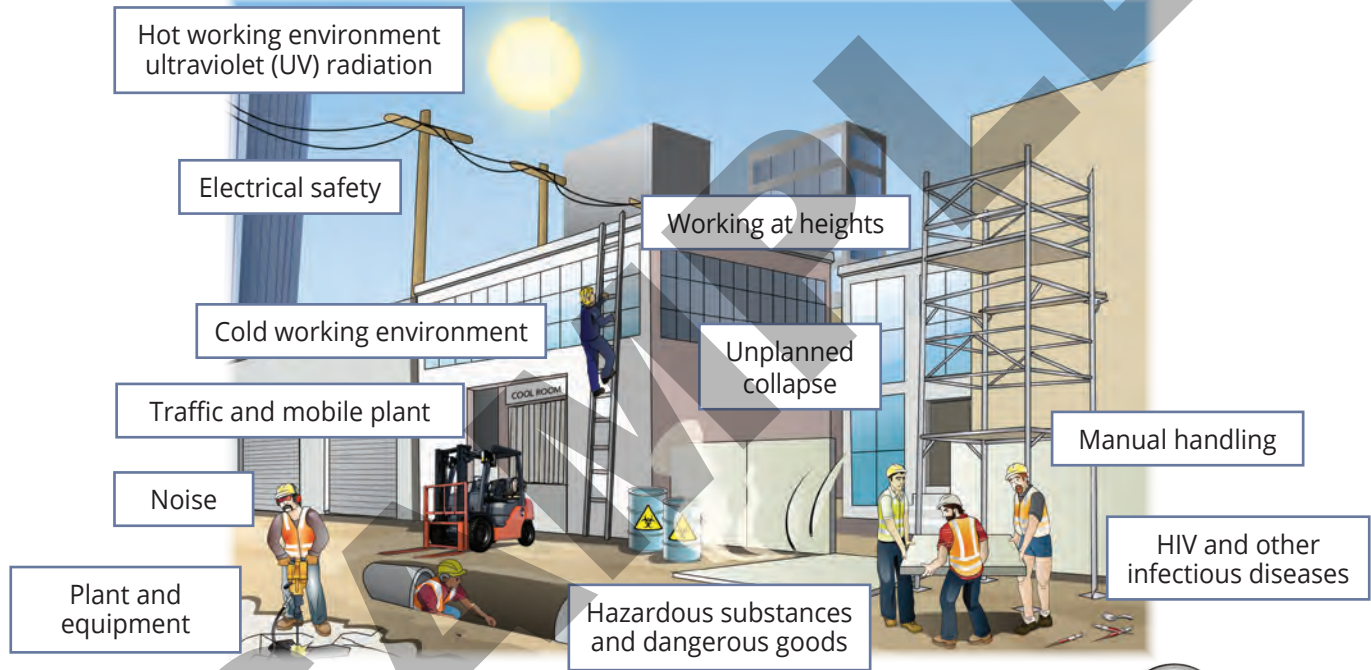 Hot working environment
ultraviolet (UV) radiation
Electrical safety
Working at heights
Cold working environment
Unplanned
collapse
COOL ROOM
Traffic and mobile plant
Manual handling
Noise
HIV and other
infectious diseases
Plant and
equipment
Hazardous substances
and dangerous goods
SAMPLE